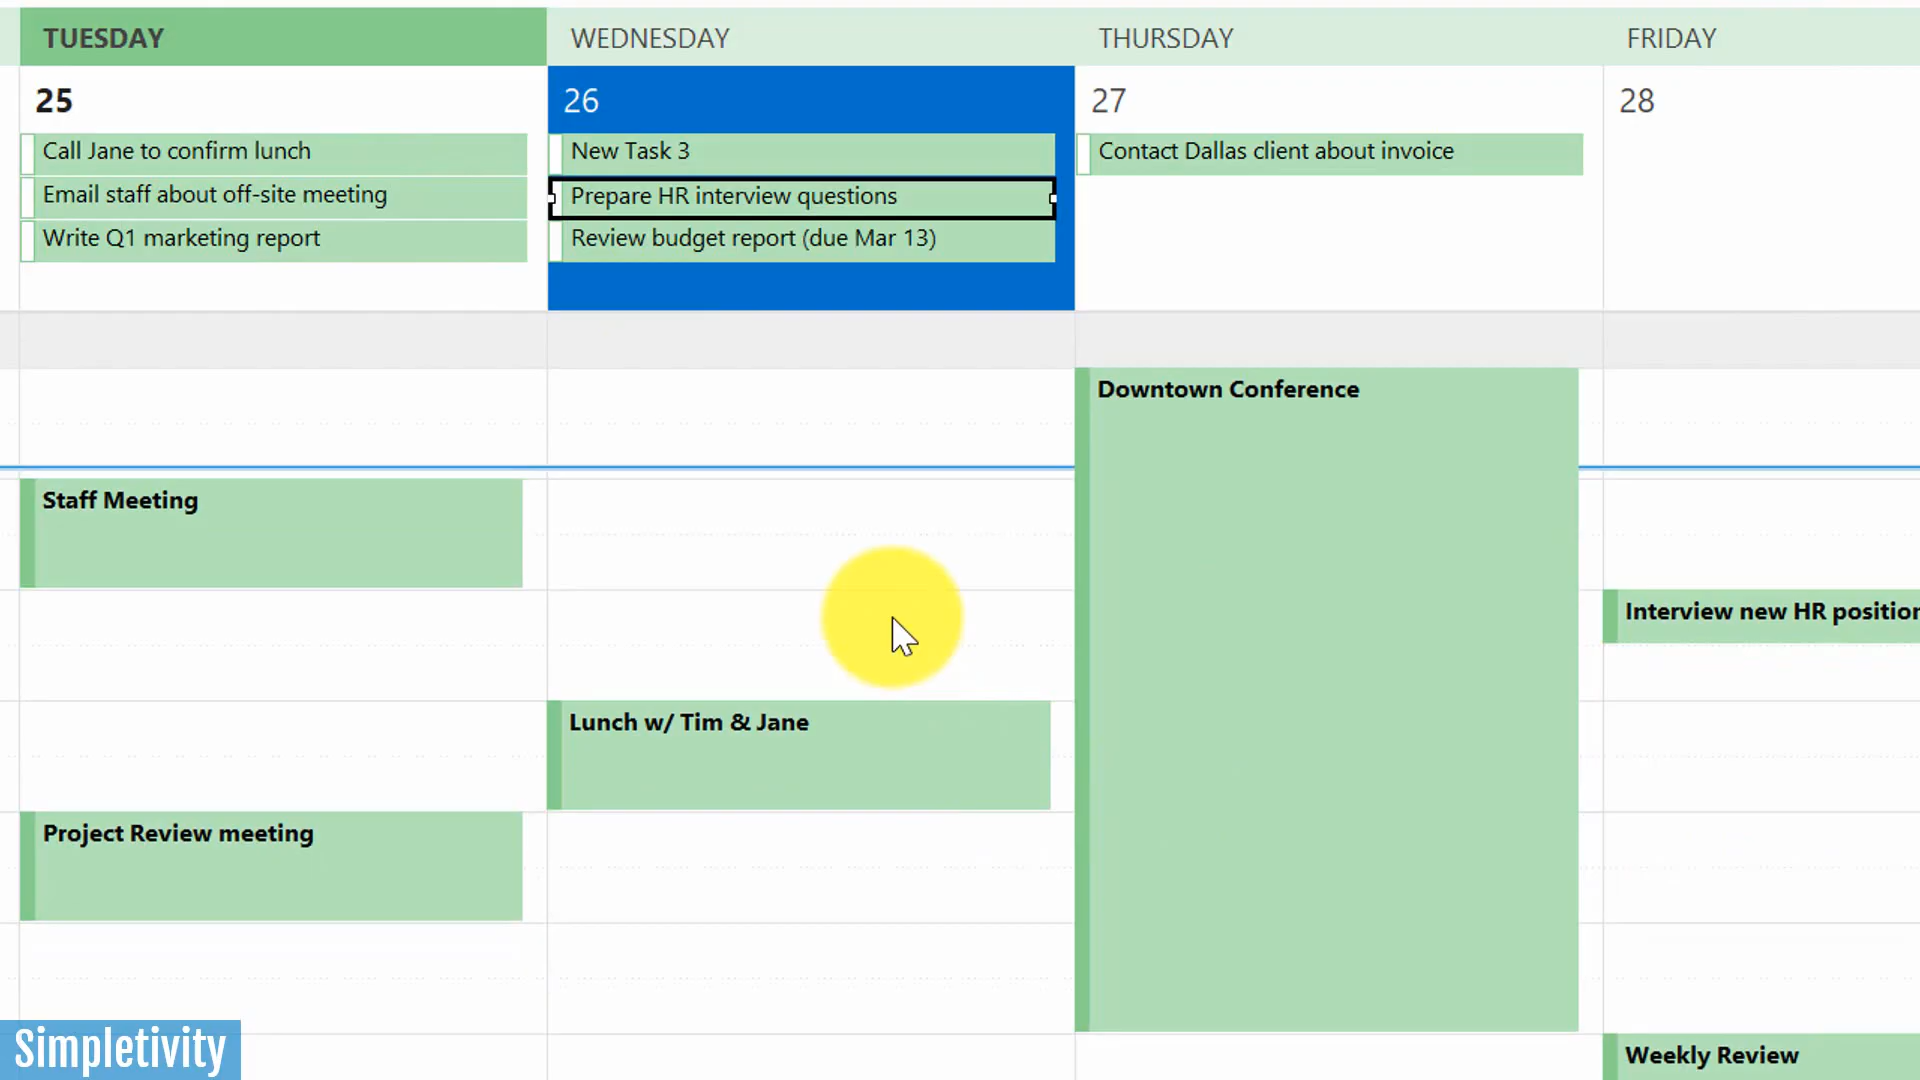 TUESDAY
WEDNESDAY
THURSDAY
FRIDAY
25
26
27
28
Call Jane to confirm lunch
Email staff about off-site meeting
Write Q1 marketing report
New Task 3
Prepare HR interview questions
Review budget report (due Mar 13)
Contact Dallas client about invoice
Downtown Conference
Staff Meeting
Interview new HR position
Lunch w/ Tim & Jane
Project Review meeting
Weekly Review
Simpletivity